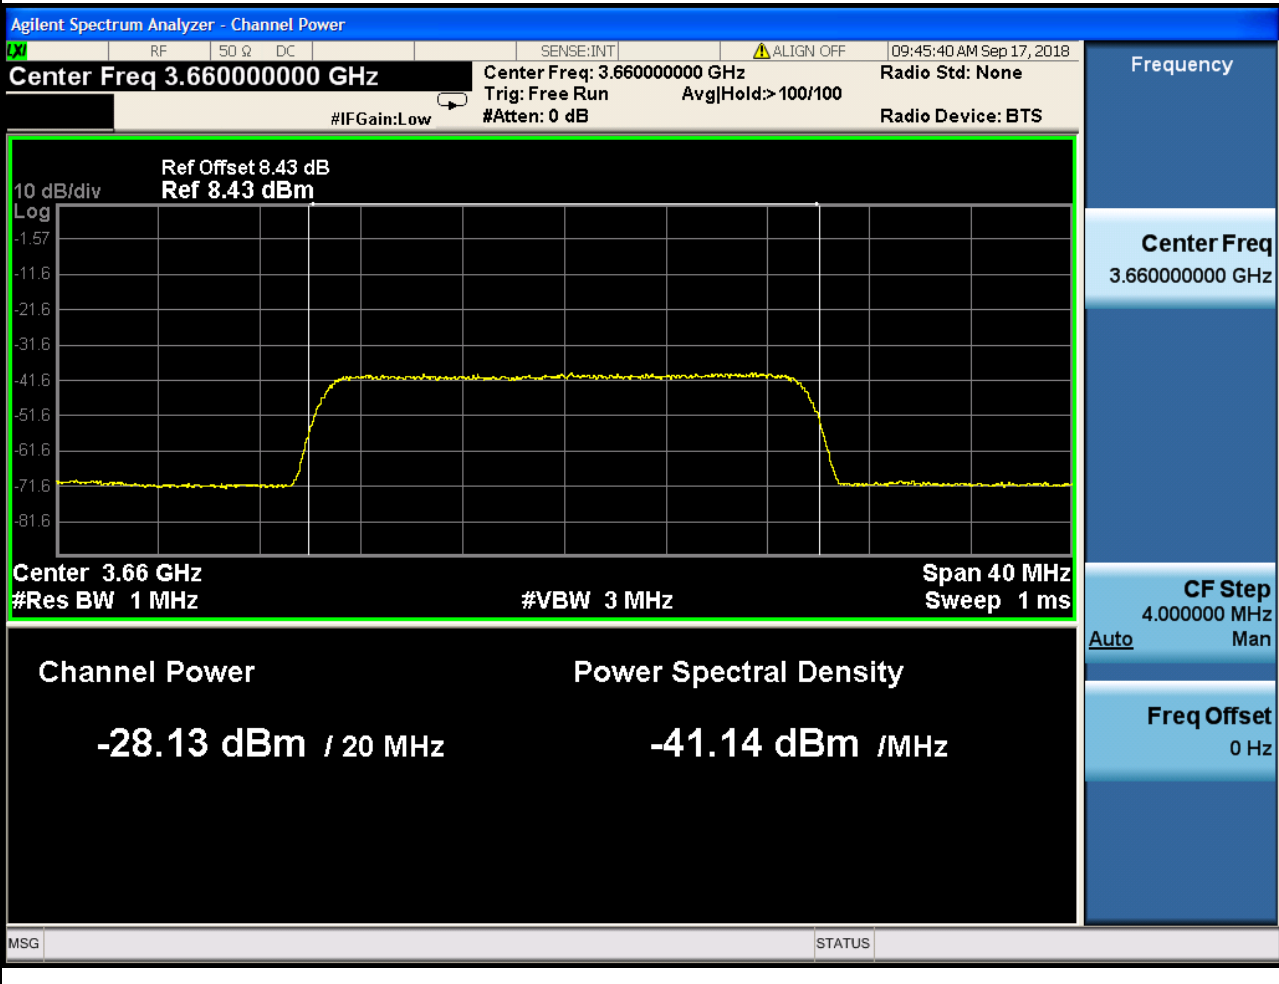 Agilent Spectrum Analyzer - Channel Power
LXI RF 50 Ω DC SENSE:INT ALIGN OFF 09:45:40 AM Sep 17, 2018
Center Freq 3.660000000 GHz
Center Freq: 3.660000000 GHz
Radio Std: None
Trig: Free Run Avg|Hold:> 100/100
#IFGain:Low
#Atten: 0 dB
Radio Device: BTS
Ref Offset 8.43 dB
10 dB/div Ref 8.43 dBm
Log
-1.57
-11.6
-21.6
-31.6
-41.6
-51.6
-61.6
-71.6
-81.6
Center 3.66 GHz Span 40 MHz
#Res BW 1 MHz #VBW 3 MHz Sweep 1 ms
Channel Power Power Spectral Density
-28.13 dBm / 20 MHz -41.14 dBm /MHz
Frequency
Center Freq
3.660000000 GHz
CF Step
4.000000 MHz
Auto Man
Freq Offset
0 Hz
MSG STATUS